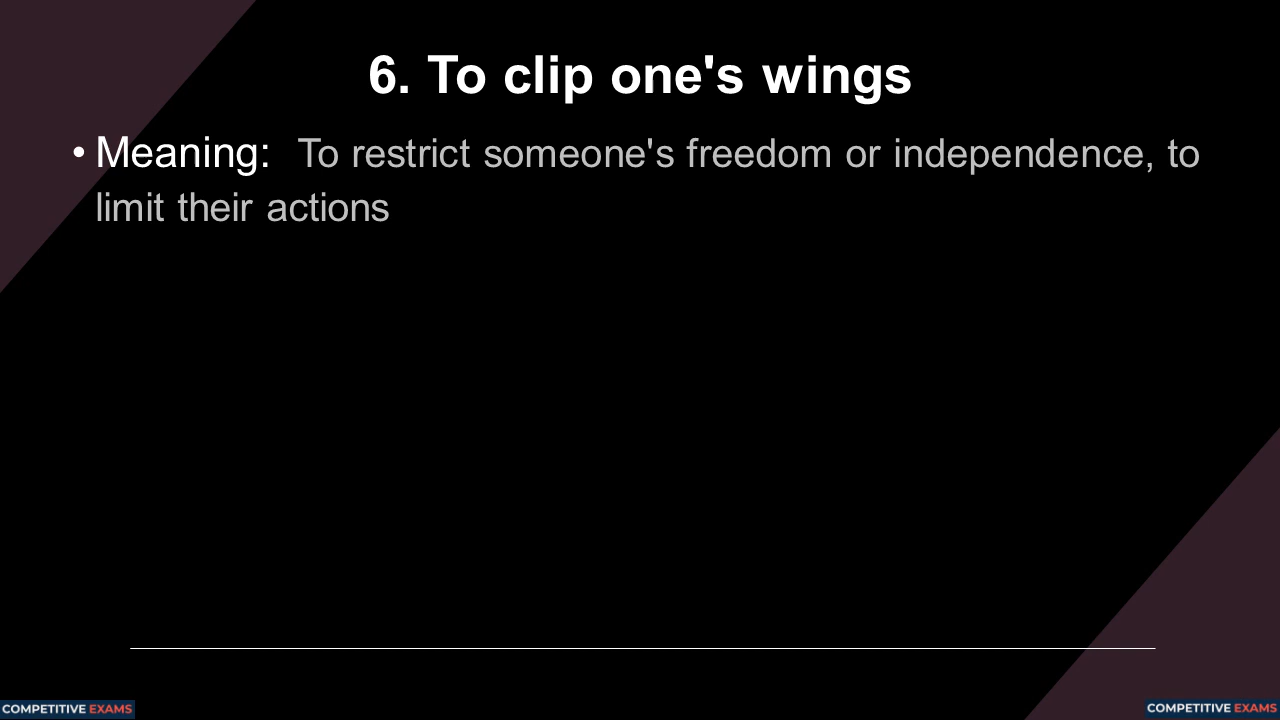 6. To clip one's wings
• Meaning: To restrict someone's freedom or independence, to
limit their actions
COMPETITIVE EXAMS
COMPETITIVE EXAMS